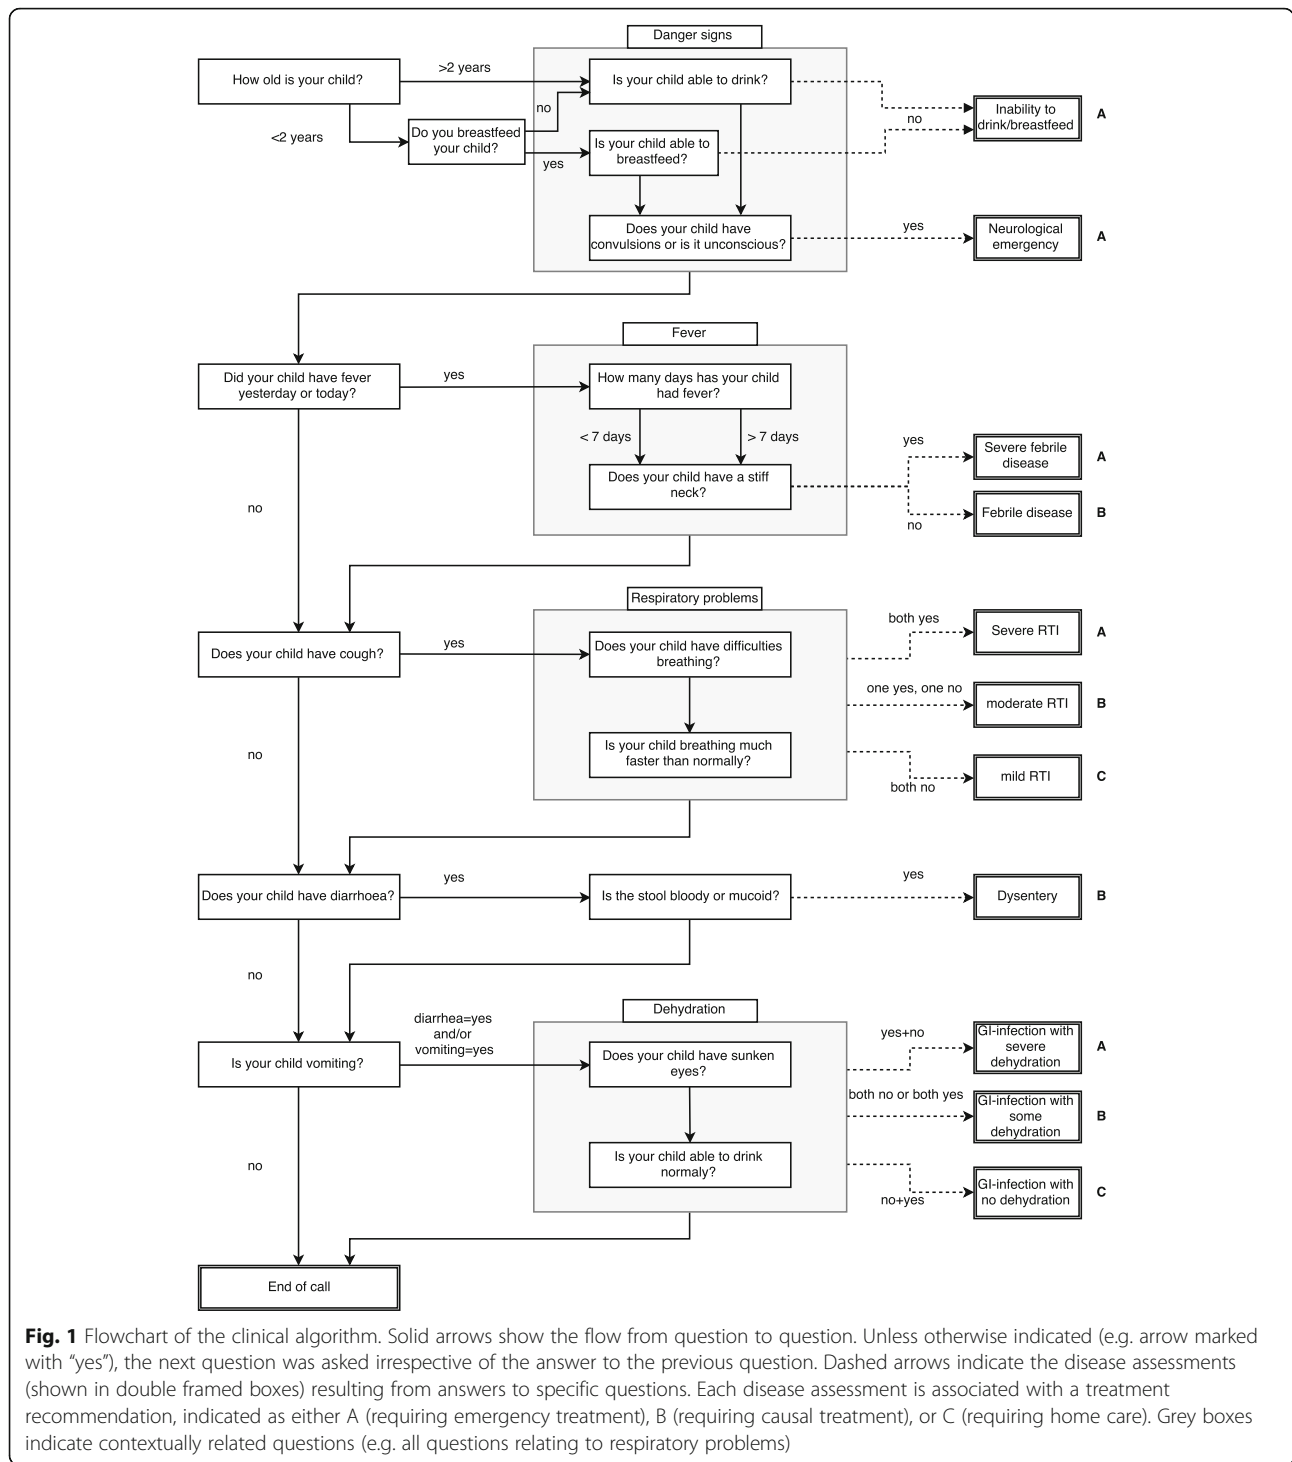 Danger signs
How old is your child?
>2 years
Is your child able to drink?
no
Inability to
drink/breastfeed
A
<2 years
Do you breastfeed
your child?
yes
Is your child able to
breastfeed?
no
Does your child have
convulsions or is it unconscious?
yes
Neurological
emergency
A
Fever
Did your child have fever
yesterday or today?
yes
How many days has your child
had fever?
< 7 days
> 7 days
Does your child have a stiff
neck?
yes
Severe febrile
disease
A
no
Febrile disease
B
no
Respiratory problems
Does your child have cough?
yes
Does your child have difficulties
breathing?
both yes
Severe RTI
A
one yes, one no
moderate RTI
B
Is your child breathing much
faster than normally?
both no
mild RTI
C
no
Does your child have diarrhoea?
yes
Is the stool bloody or mucoid?
yes
Dysentery
B
no
Dehydration
Is your child vomiting?
diarrhea=yes
and/or
vomiting=yes
Does your child have sunken
eyes?
yes+no
GI-infection with
severe
dehydration
A
both no or both yes
GI-infection with
some
dehydration
B
Is your child able to drink
normaly?
no+yes
GI-infection with
no dehydration
C
no
End of call
Fig. 1 Flowchart of the clinical algorithm. Solid arrows show the flow from question to question. Unless otherwise indicated (e.g. arrow marked
with “yes”), the next question was asked irrespective of the answer to the previous question. Dashed arrows indicate the disease assessments
(shown in double framed boxes) resulting from answers to specific questions. Each disease assessment is associated with a treatment
recommendation, indicated as either A (requiring emergency treatment), B (requiring causal treatment), or C (requiring home care). Grey boxes
indicate contextually related questions (e.g. all questions relating to respiratory problems)